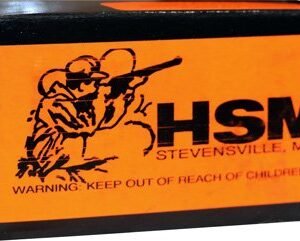 HSM
STEVENSVILLE, M
WARNING: KEEP OUT OF REACH OF CHILDRE